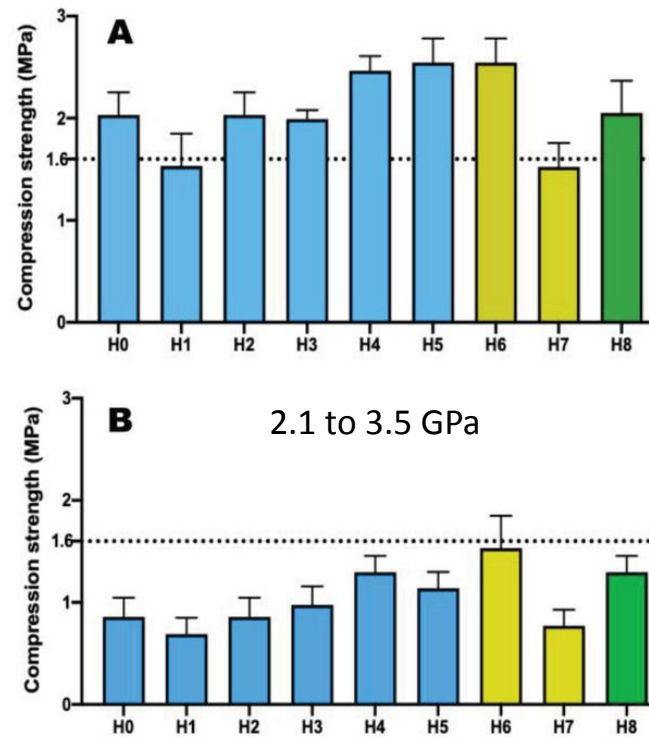 A
Compression strength (MPa)
3
2
1.6
1
0
H0 H1 H2 H3 H4 H5 H6 H7 H8
B
2.1 to 3.5 GPa
Compression strength (MPa)
3
2
1.6
1
0
H0 H1 H2 H3 H4 H5 H6 H7 H8